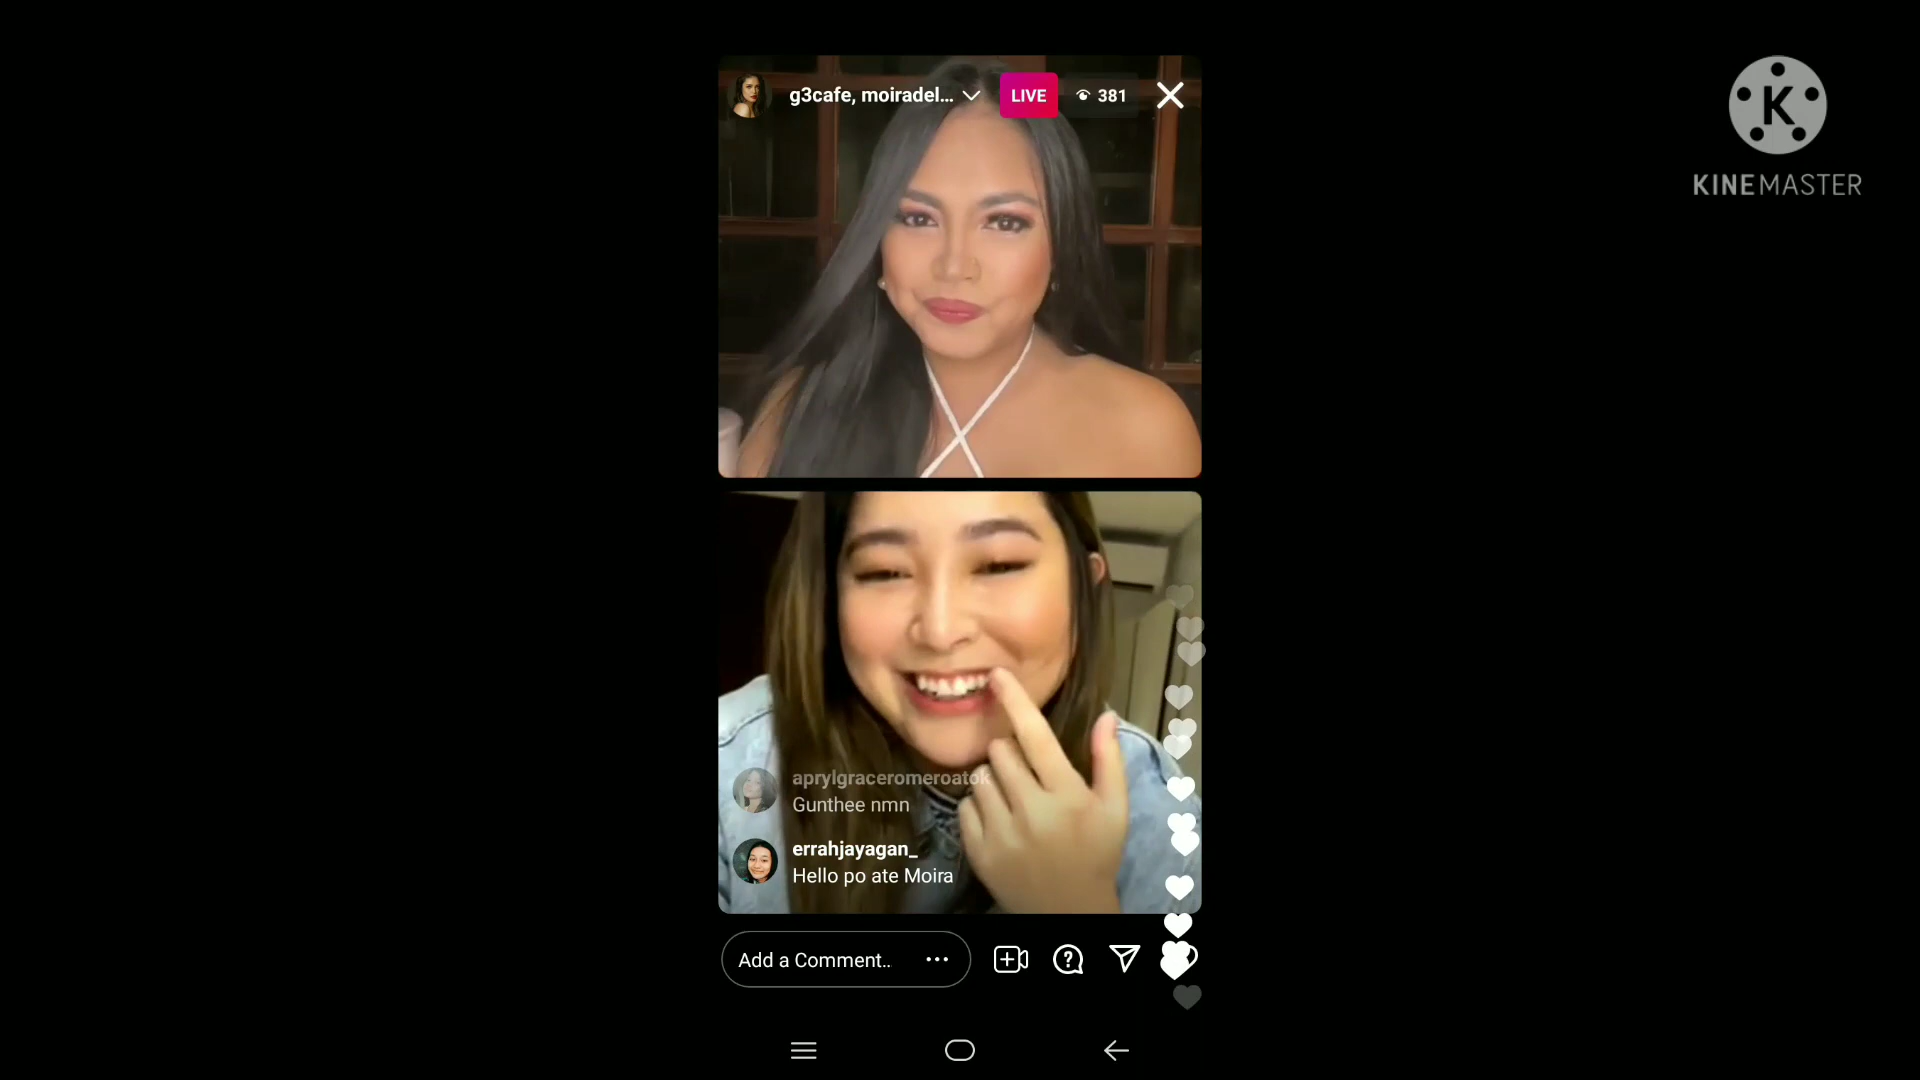 g3cafe, moiradel...
LIVE
381
K
KINEMASTER
aprylgraceromeroatok
Gunthee nmn
errahjayagan_
Hello po ate Moira
Add a Comment..